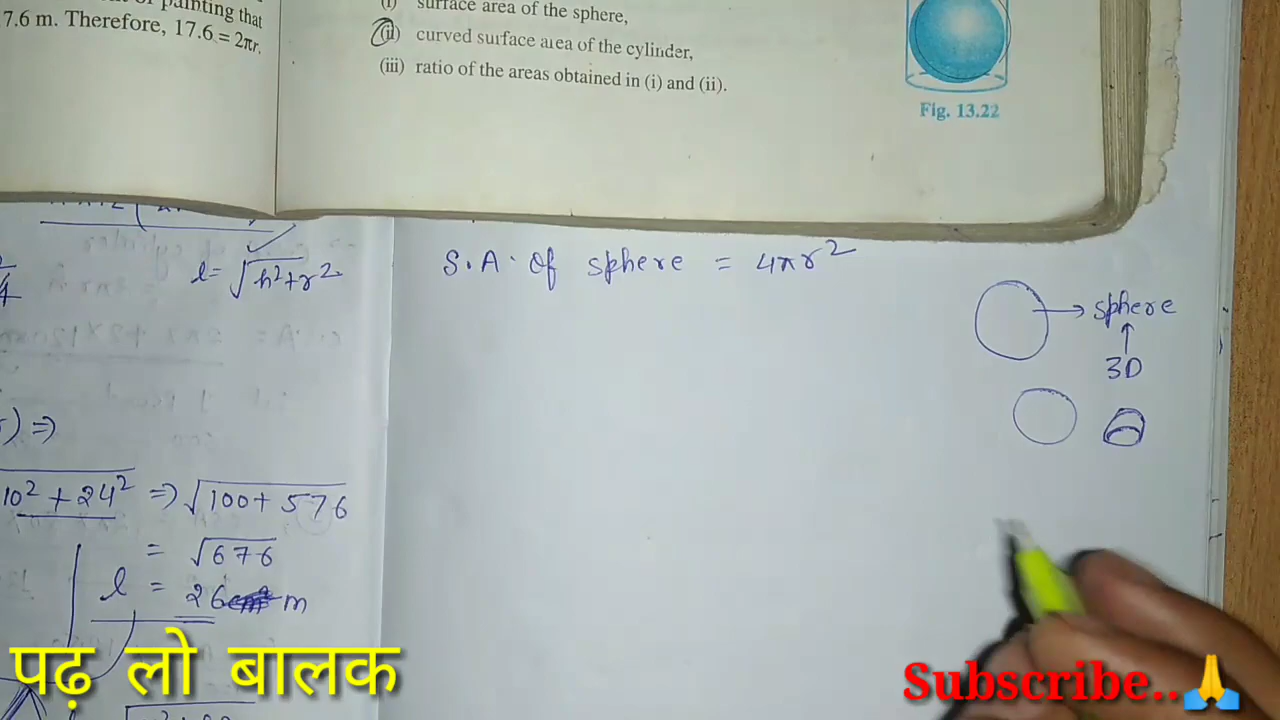 painting that
7.6 m. Therefore, 17.6 = 2πr.
(i) surface area of the sphere,
(ii) curved surface area of the cylinder,
(iii) ratio of the areas obtained in (i) and (ii).
Fig. 13.22
l = √h²+r²
S.A. of sphere = 4πr²
sphere
3D
) ⇒
10² + 24² ⇒ √100 + 576
= √676
l = 26 m
पढ़ लो बालक
Subscribe..🙏